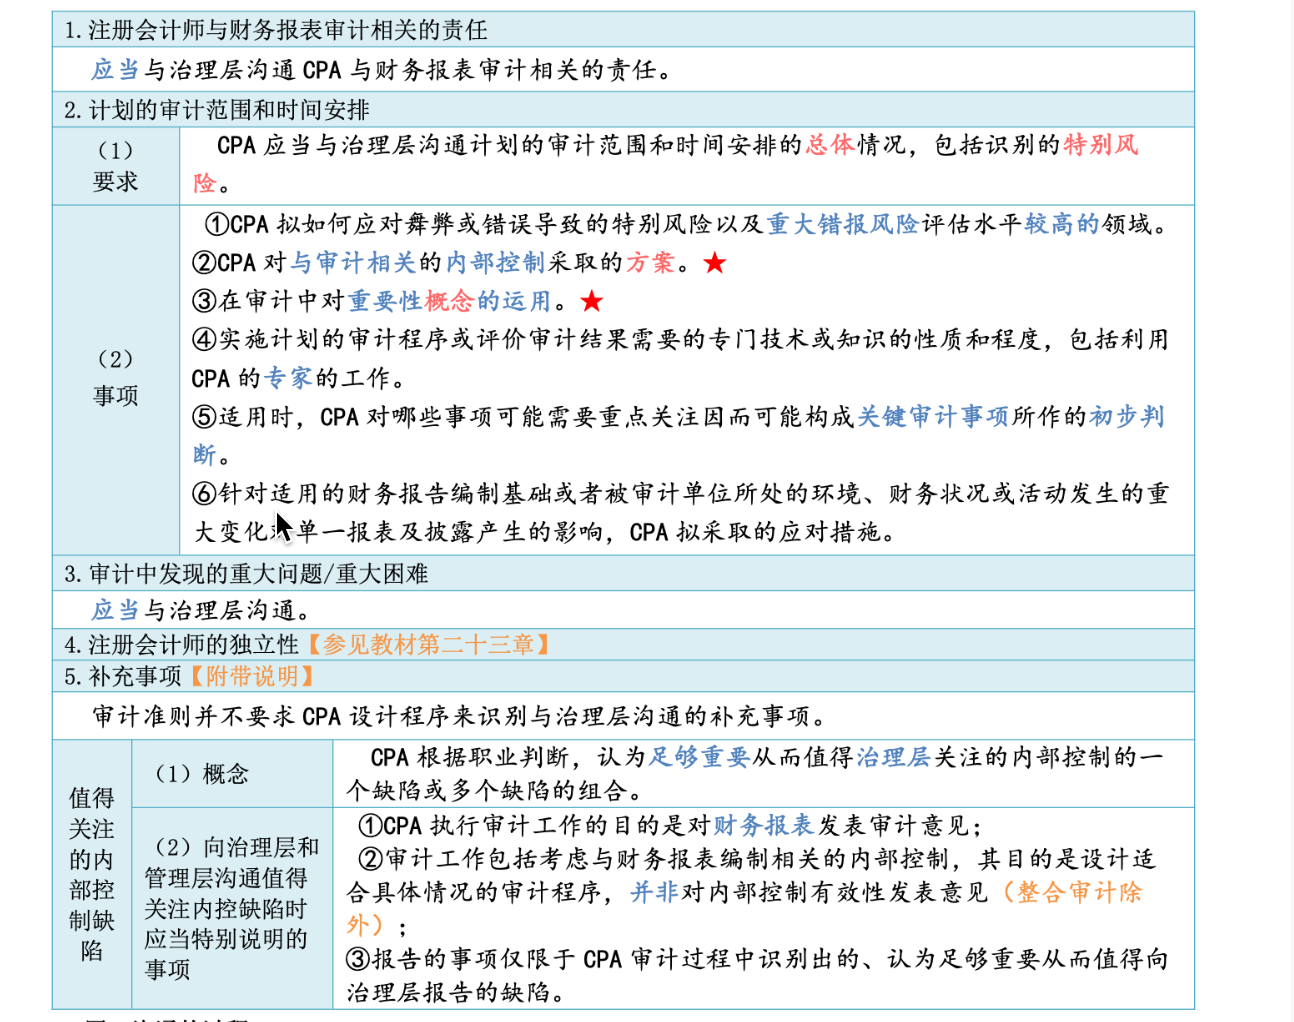 1.注册会计师与财务报表审计相关的责任
应当与治理层沟通 CPA 与财务报表审计相关的责任。
2.计划的审计范围和时间安排
（1）
要求
CPA 应当与治理层沟通计划的审计范围和时间安排的总体情况，包括识别的特别风
险。
（2）
事项
①CPA 拟如何应对舞弊或错误导致的特别风险以及重大错报风险评估水平较高的领域。
②CPA 对与审计相关的内部控制采取的方案。★
③在审计中对重要性概念的运用。★
④实施计划的审计程序或评价审计结果需要的专门技术或知识的性质和程度，包括利用
CPA 的专家的工作。
⑤适用时，CPA 对哪些事项可能需要重点关注因而可能构成关键审计事项所作的初步判
断。
⑥针对适用的财务报告编制基础或者被审计单位所处的环境、财务状况或活动发生的重
大变化单一报表及披露产生的影响，CPA 拟采取的应对措施。
3.审计中发现的重大问题/重大困难
应当与治理层沟通。
4.注册会计师的独立性【参见教材第二十三章】
5.补充事项【附带说明】
审计准则并不要求 CPA 设计程序来识别与治理层沟通的补充事项。
值得
关注
的内
部控
制缺
陷
（1）概念
CPA 根据职业判断，认为足够重要从而值得治理层关注的内部控制的一
个缺陷或多个缺陷的组合。
（2）向治理层和
管理层沟通值得
关注内控缺陷时
应当特别说明的
事项
①CPA 执行审计工作的目的是对财务报表发表审计意见；
②审计工作包括考虑与财务报表编制相关的内部控制，其目的是设计适
合具体情况的审计程序，并非对内部控制有效性发表意见（整合审计除
外）；
③报告的事项仅限于 CPA 审计过程中识别出的、认为足够重要从而值得向
治理层报告的缺陷。